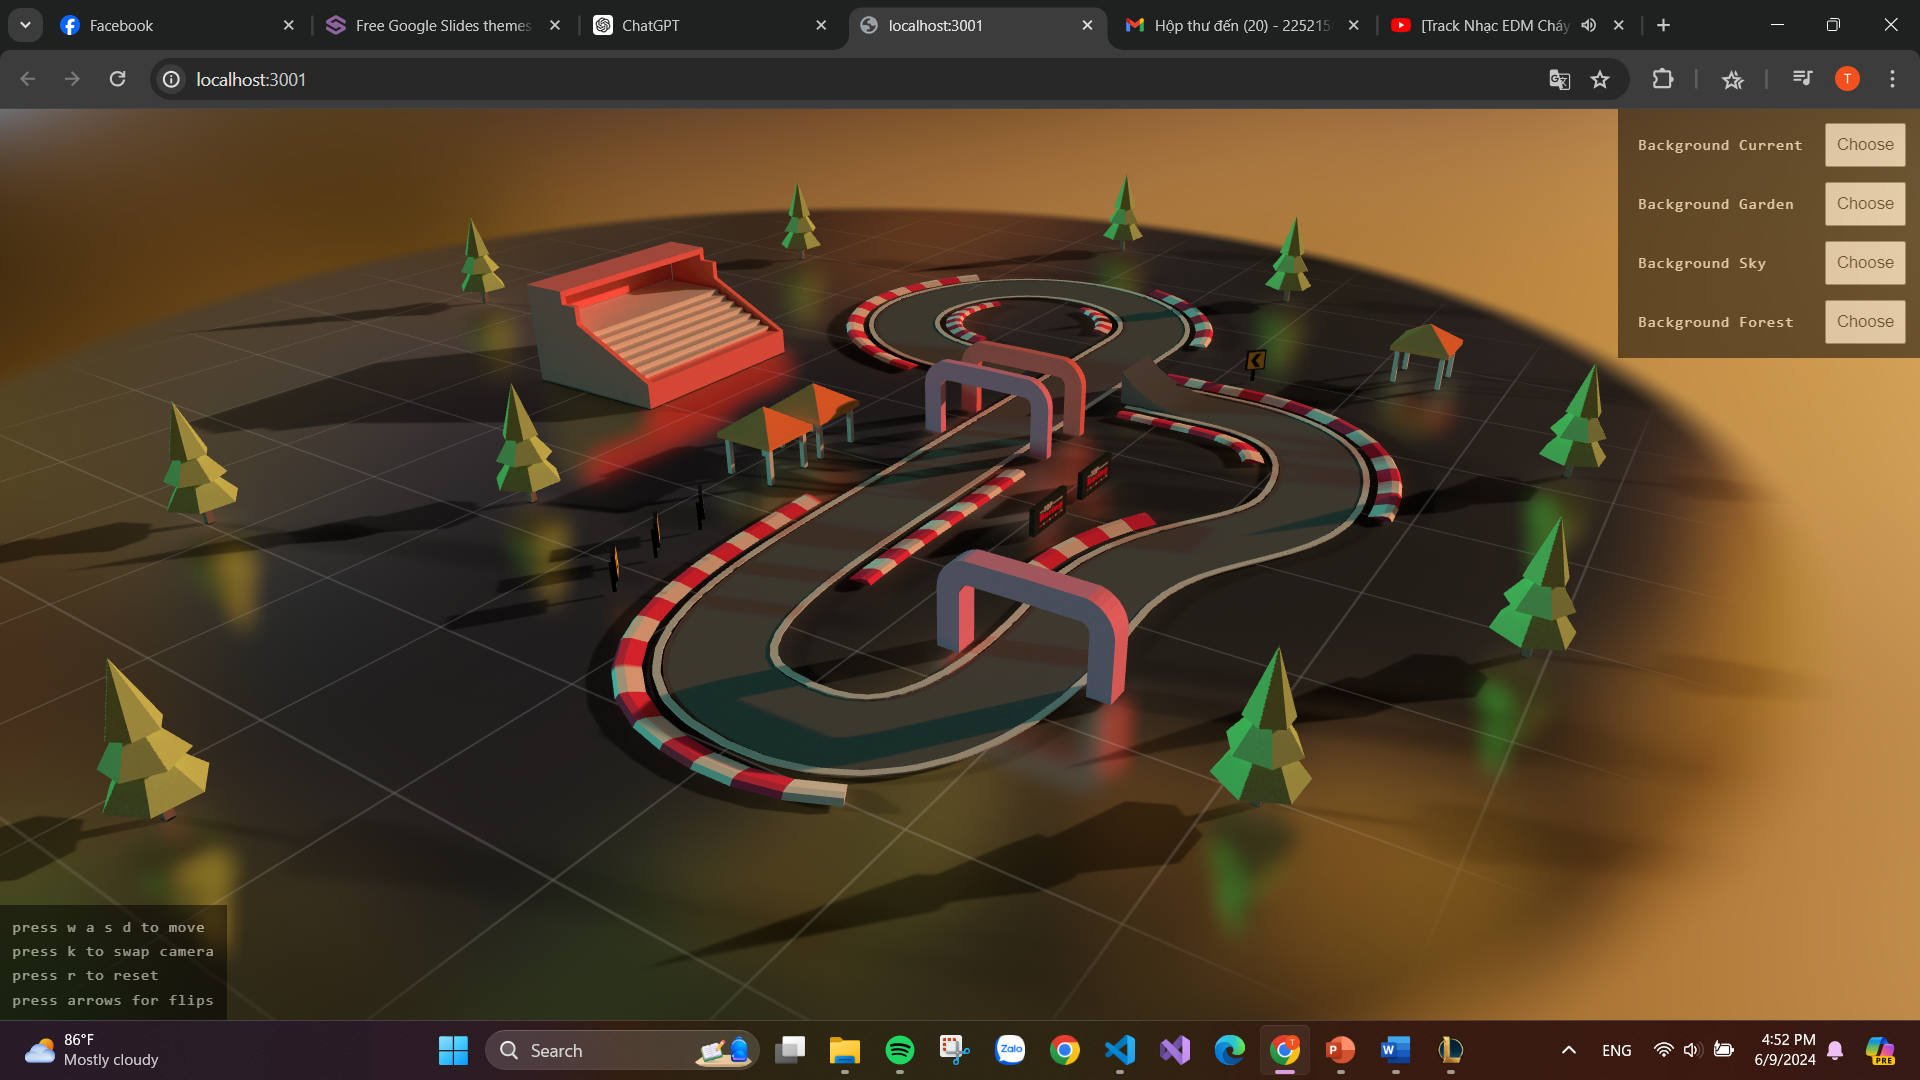 Facebook
Free Google Slides themes
ChatGPT
localhost:3001
Hộp thư đến (20) - 225215
[Track Nhạc EDM Cháy
localhost:3001
T
Background Current Choose
Background Garden Choose
Background Sky Choose
Background Forest Choose
press w a s d to move
press k to swap camera
press r to reset
press arrows for flips
86°F
Mostly cloudy
Search
Zalo
ENG
4:52 PM
6/9/2024
PRE